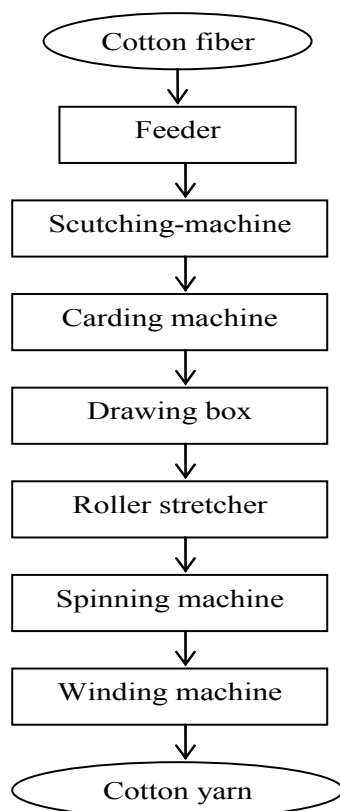 Cotton fiber
Feeder
Scutching-machine
Carding machine
Drawing box
Roller stretcher
Spinning machine
Winding machine
Cotton yarn